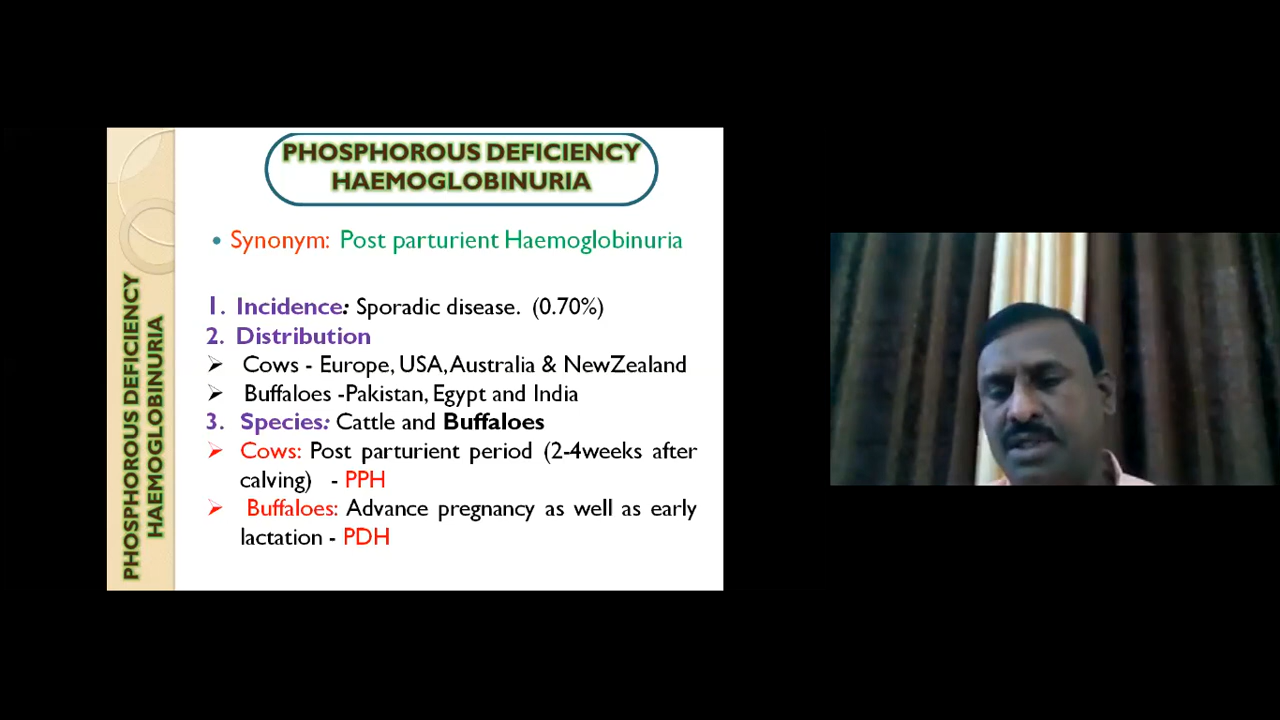 PHOSPHOROUS DEFICIENCY
HAEMOGLOBINURIA
PHOSPHOROUS DEFICIENCY
HAEMOGLOBINURIA
• Synonym: Post parturient Haemoglobinuria
1. Incidence: Sporadic disease. (0.70%)
2. Distribution
➢ Cows - Europe, USA,Australia & NewZealand
➢ Buffaloes -Pakistan, Egypt and India
3. Species: Cattle and Buffaloes
➢ Cows: Post parturient period (2-4weeks after
calving) - PPH
➢ Buffaloes: Advance pregnancy as well as early
lactation - PDH